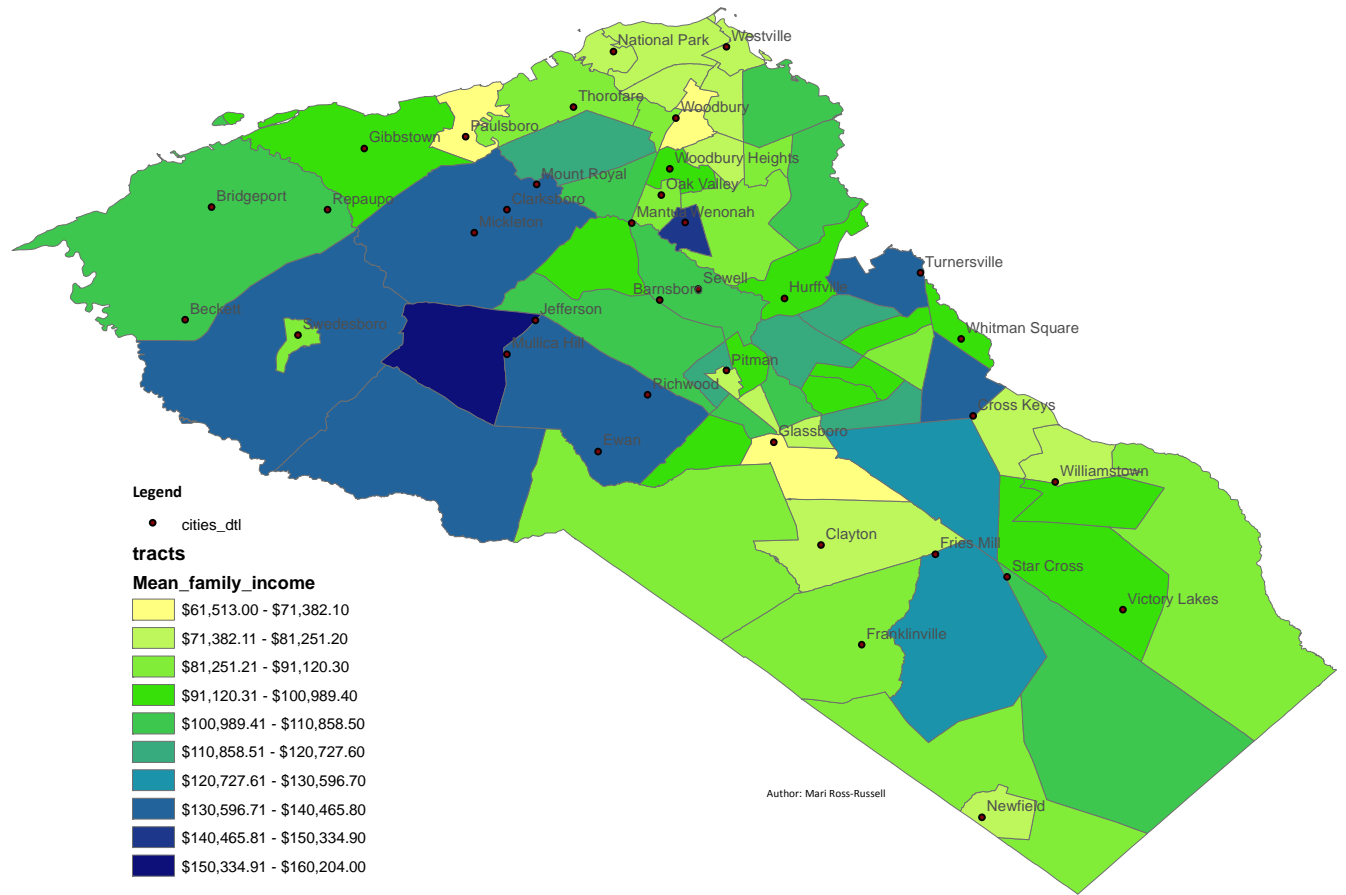 National Park
Westville
Thorofare
Woodbury
Gibbstown
Paulsboro
Woodbury Heights
Mount Royal
Oak Valley
Bridgeport
Repaupo
Clarksboro
Mantua
Wenonah
Mickleton
Turnersville
Sewell
Barnsboro
Hurffville
Beckett
Swedesboro
Jefferson
Whitman Square
Mullica Hill
Pitman
Richwood
Cross Keys
Ewan
Glassboro
Williamstown
Clayton
Fries Mill
Star Cross
Victory Lakes
Franklinville
Newfield
Legend
cities_dtl
tracts
Mean_family_income
$61,513.00 - $71,382.10
$71,382.11 - $81,251.20
$81,251.21 - $91,120.30
$91,120.31 - $100,989.40
$100,989.41 - $110,858.50
$110,858.51 - $120,727.60
$120,727.61 - $130,596.70
$130,596.71 - $140,465.80
$140,465.81 - $150,334.90
$150,334.91 - $160,204.00
Author: Mari Ross-Russell